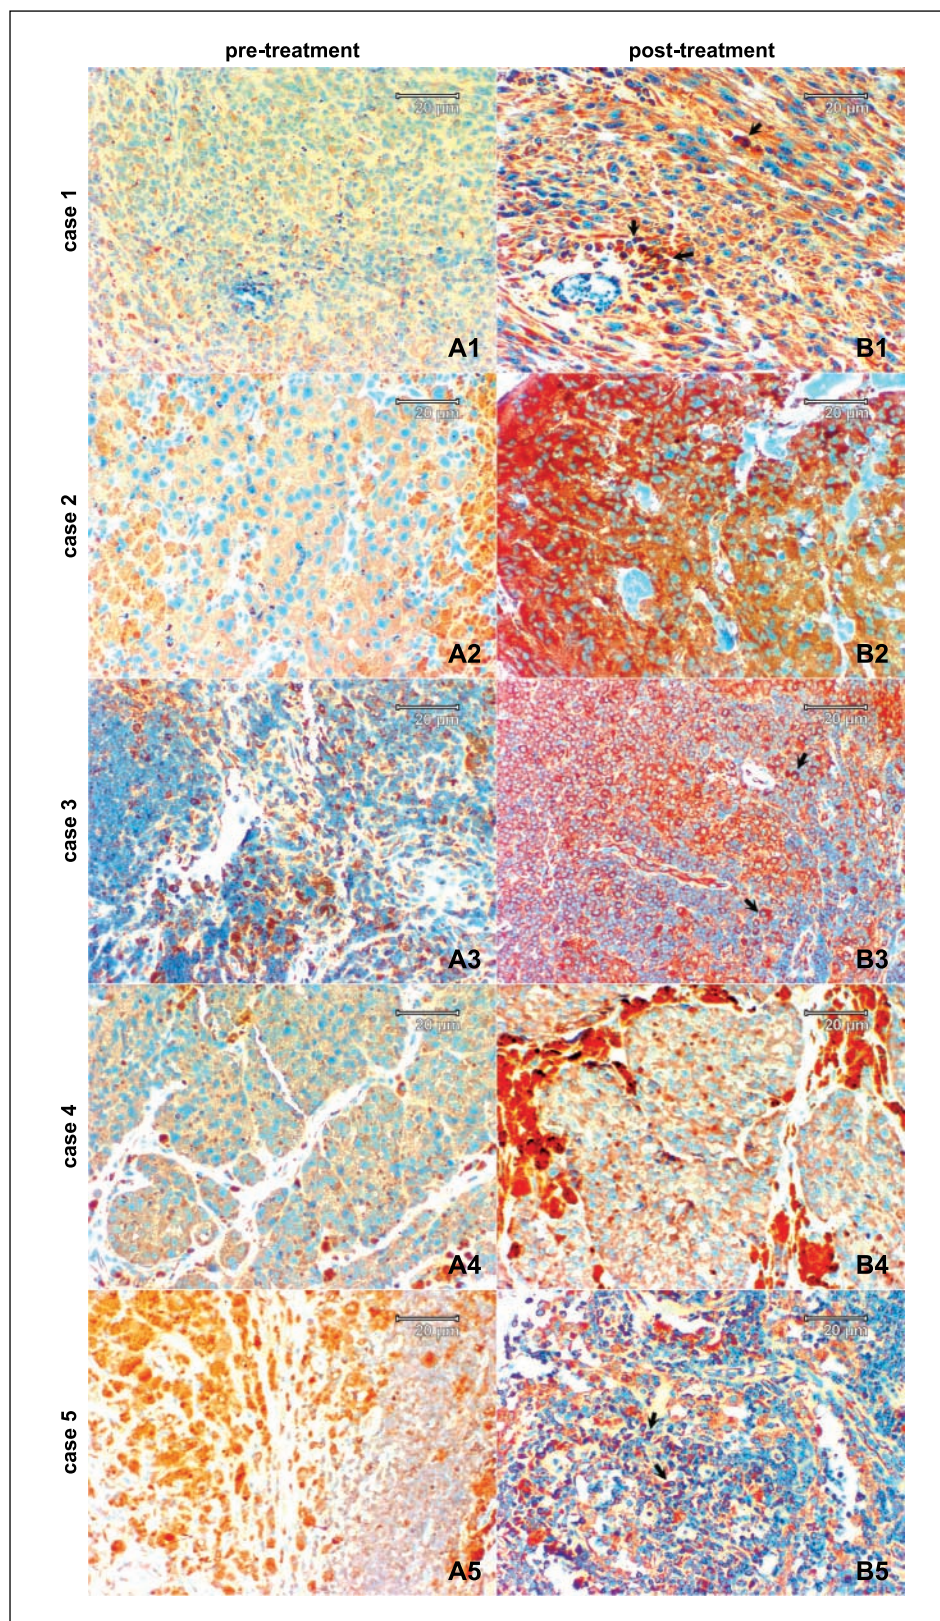 pre-treatment post-treatment
case 1
20 µm 20 µm
A1 B1
case 2
20 µm 20 µm
A2 B2
case 3
20 µm 20 µm
A3 B3
case 4
20 µm 20 µm
A4 B4
case 5
20 µm 20 µm
A5 B5